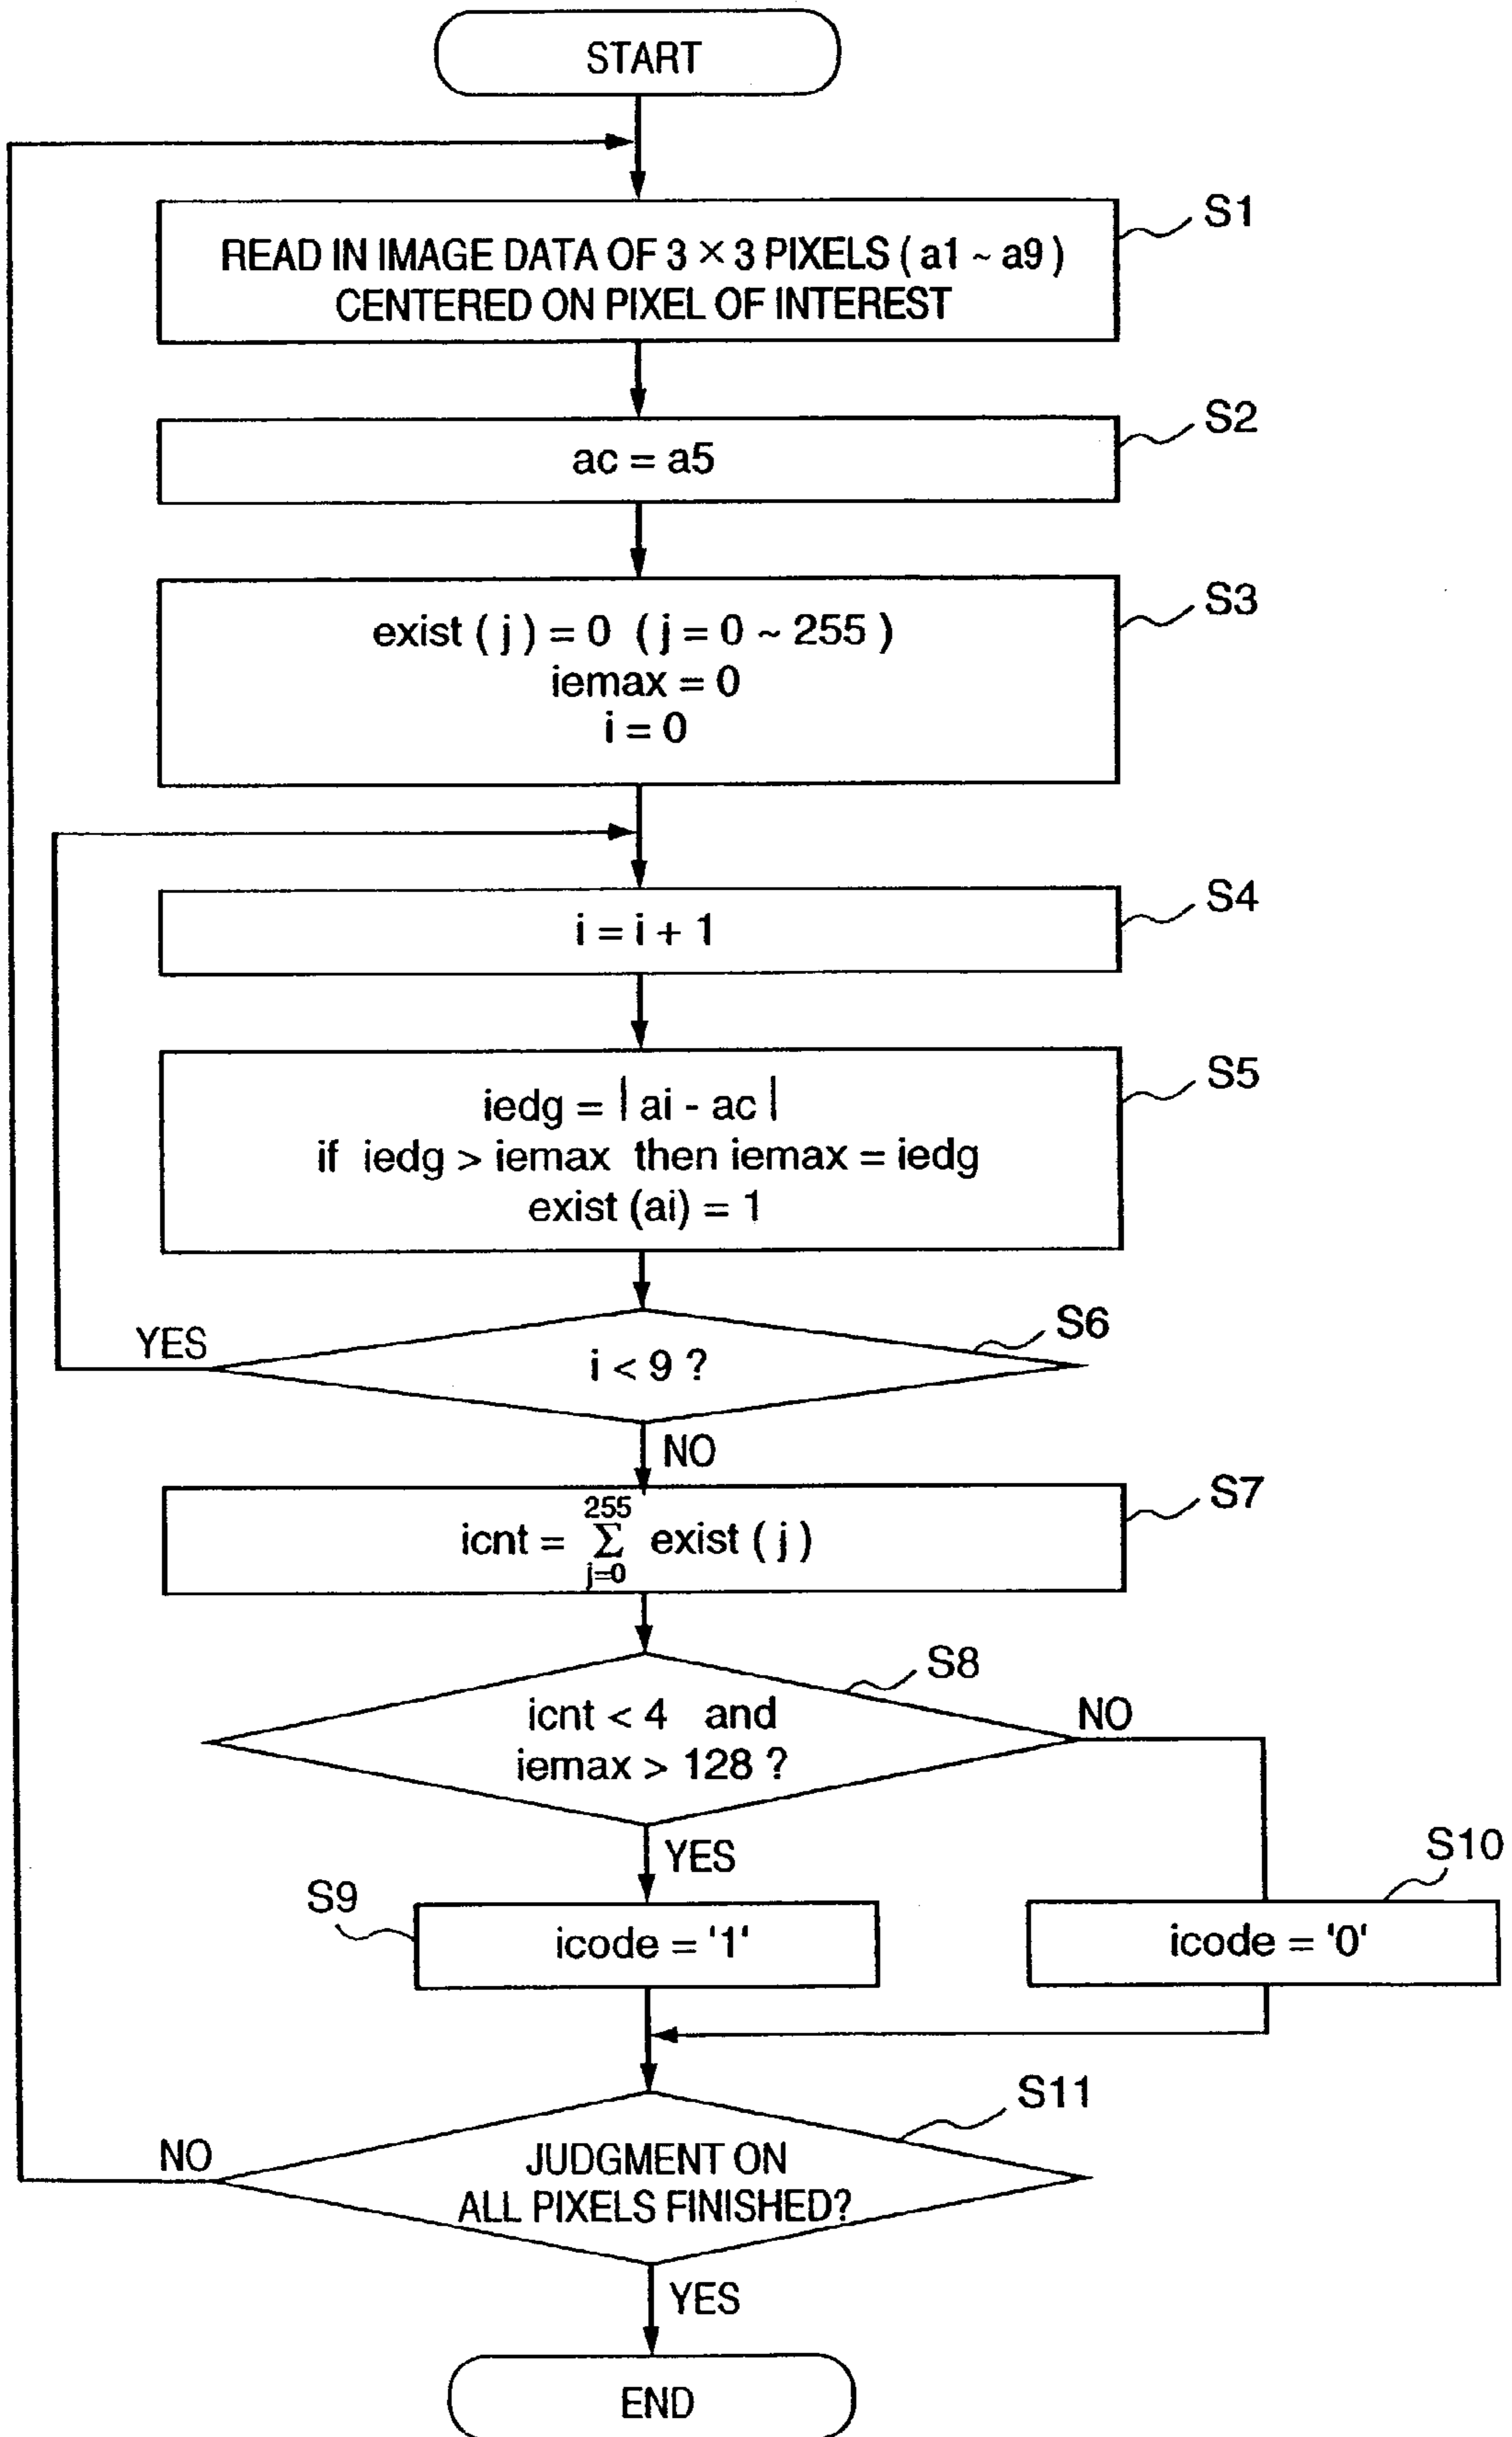 START
S1
READ IN IMAGE DATA OF 3 × 3 PIXELS ( a1 ~ a9 )
CENTERED ON PIXEL OF INTEREST
S2
ac = a5
S3
exist ( j ) = 0 ( j = 0 ~ 255 )
iemax = 0
i = 0
S4
i = i + 1
S5
iedg = | ai - ac |
if iedg > iemax then iemax = iedg
exist (ai) = 1
S6
YES
i < 9 ?
NO
S7
255
icnt = Σ exist ( j )
j=0
S8
icnt < 4 and
NO
iemax > 128 ?
YES
S10
S9
icode = '1'
icode = '0'
S11
NO
JUDGMENT ON
ALL PIXELS FINISHED?
YES
END